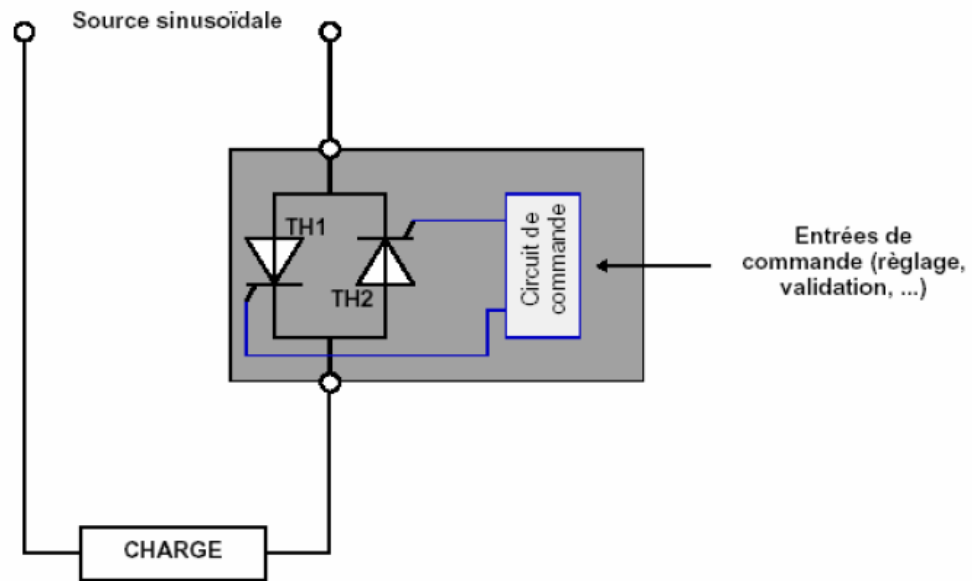 Source sinusoïdale
TH1
TH2
Circuit de
commande
Entrées de
commande (règlage,
validation, ...)
CHARGE